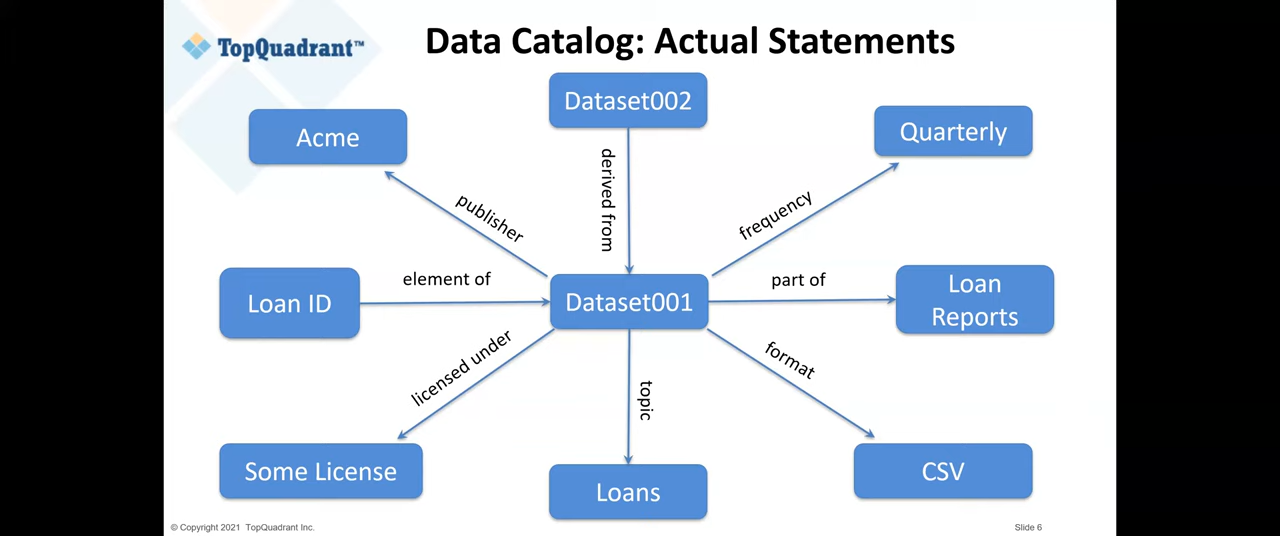 TopQuadrant™
Data Catalog: Actual Statements
Dataset002
Acme
Quarterly
publisher
derived from
frequency
Loan ID
element of
Dataset001
part of
Loan
Reports
licensed under
topic
format
Some License
Loans
CSV
© Copyright 2021 TopQuadrant Inc.
Slide 6